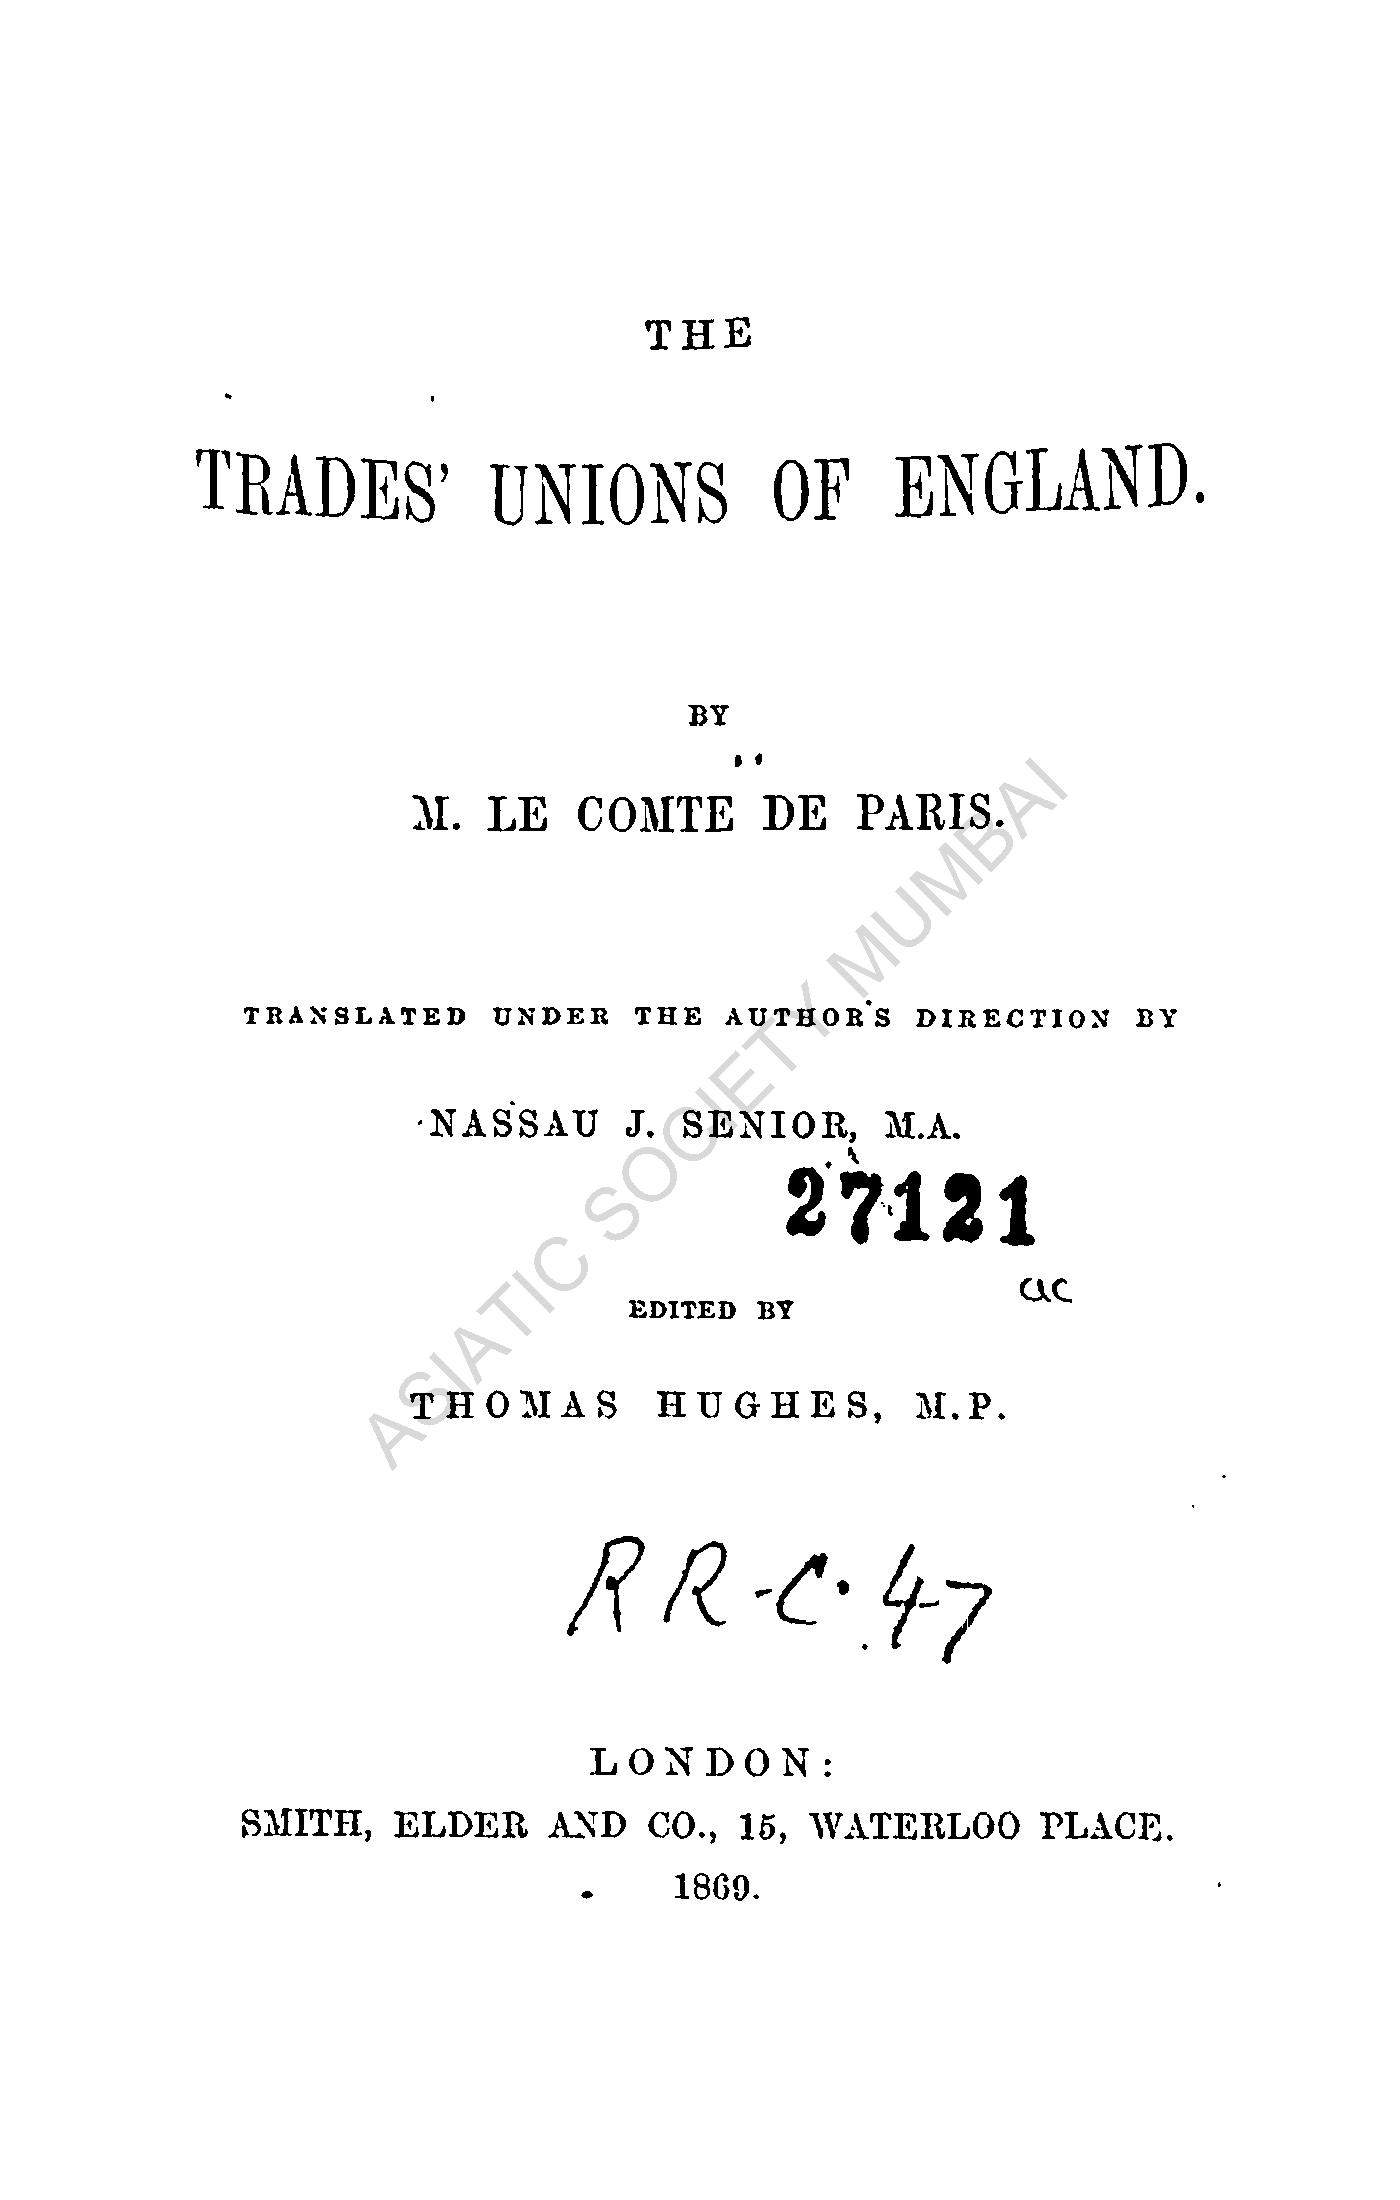 THE
TRADES' UNIONS OF ENGLAND.
BY
M. LE COMTE DE PARIS.
TRANSLATED UNDER THE AUTHOR'S DIRECTION BY
NASSAU J. SENIOR, M.A.
27121
ac
EDITED BY
THOMAS HUGHES, M.P.
RR-C. 47
LONDON:
SMITH, ELDER AND CO., 15, WATERLOO PLACE.
1869.
ASIATIC SOCIETY MUMBAI